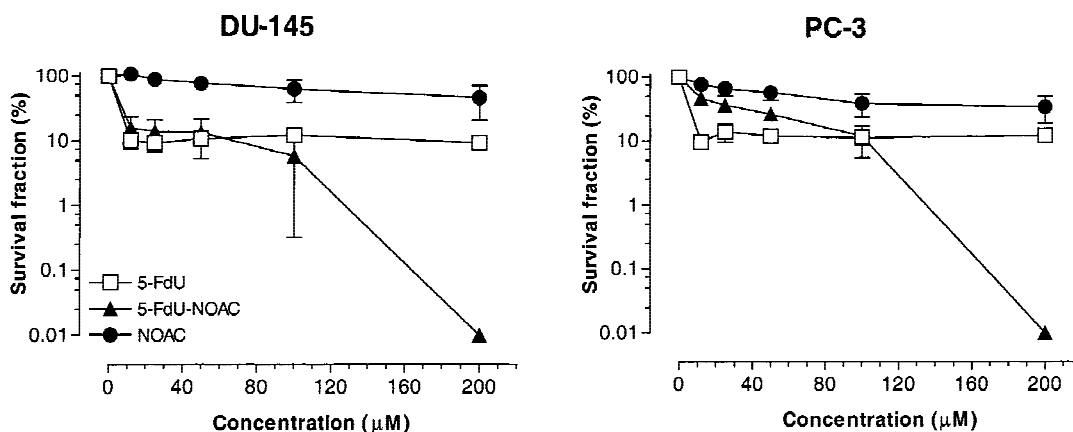 DU-145
Survival fraction (%)
100
10
1
0.1
0.01
5-FdU
5-FdU-NOAC
NOAC
0 40 80 120 160 200
Concentration (µM)
PC-3
Survival fraction (%)
100
10
1
0.1
0.01
0 40 80 120 160 200
Concentration (µM)